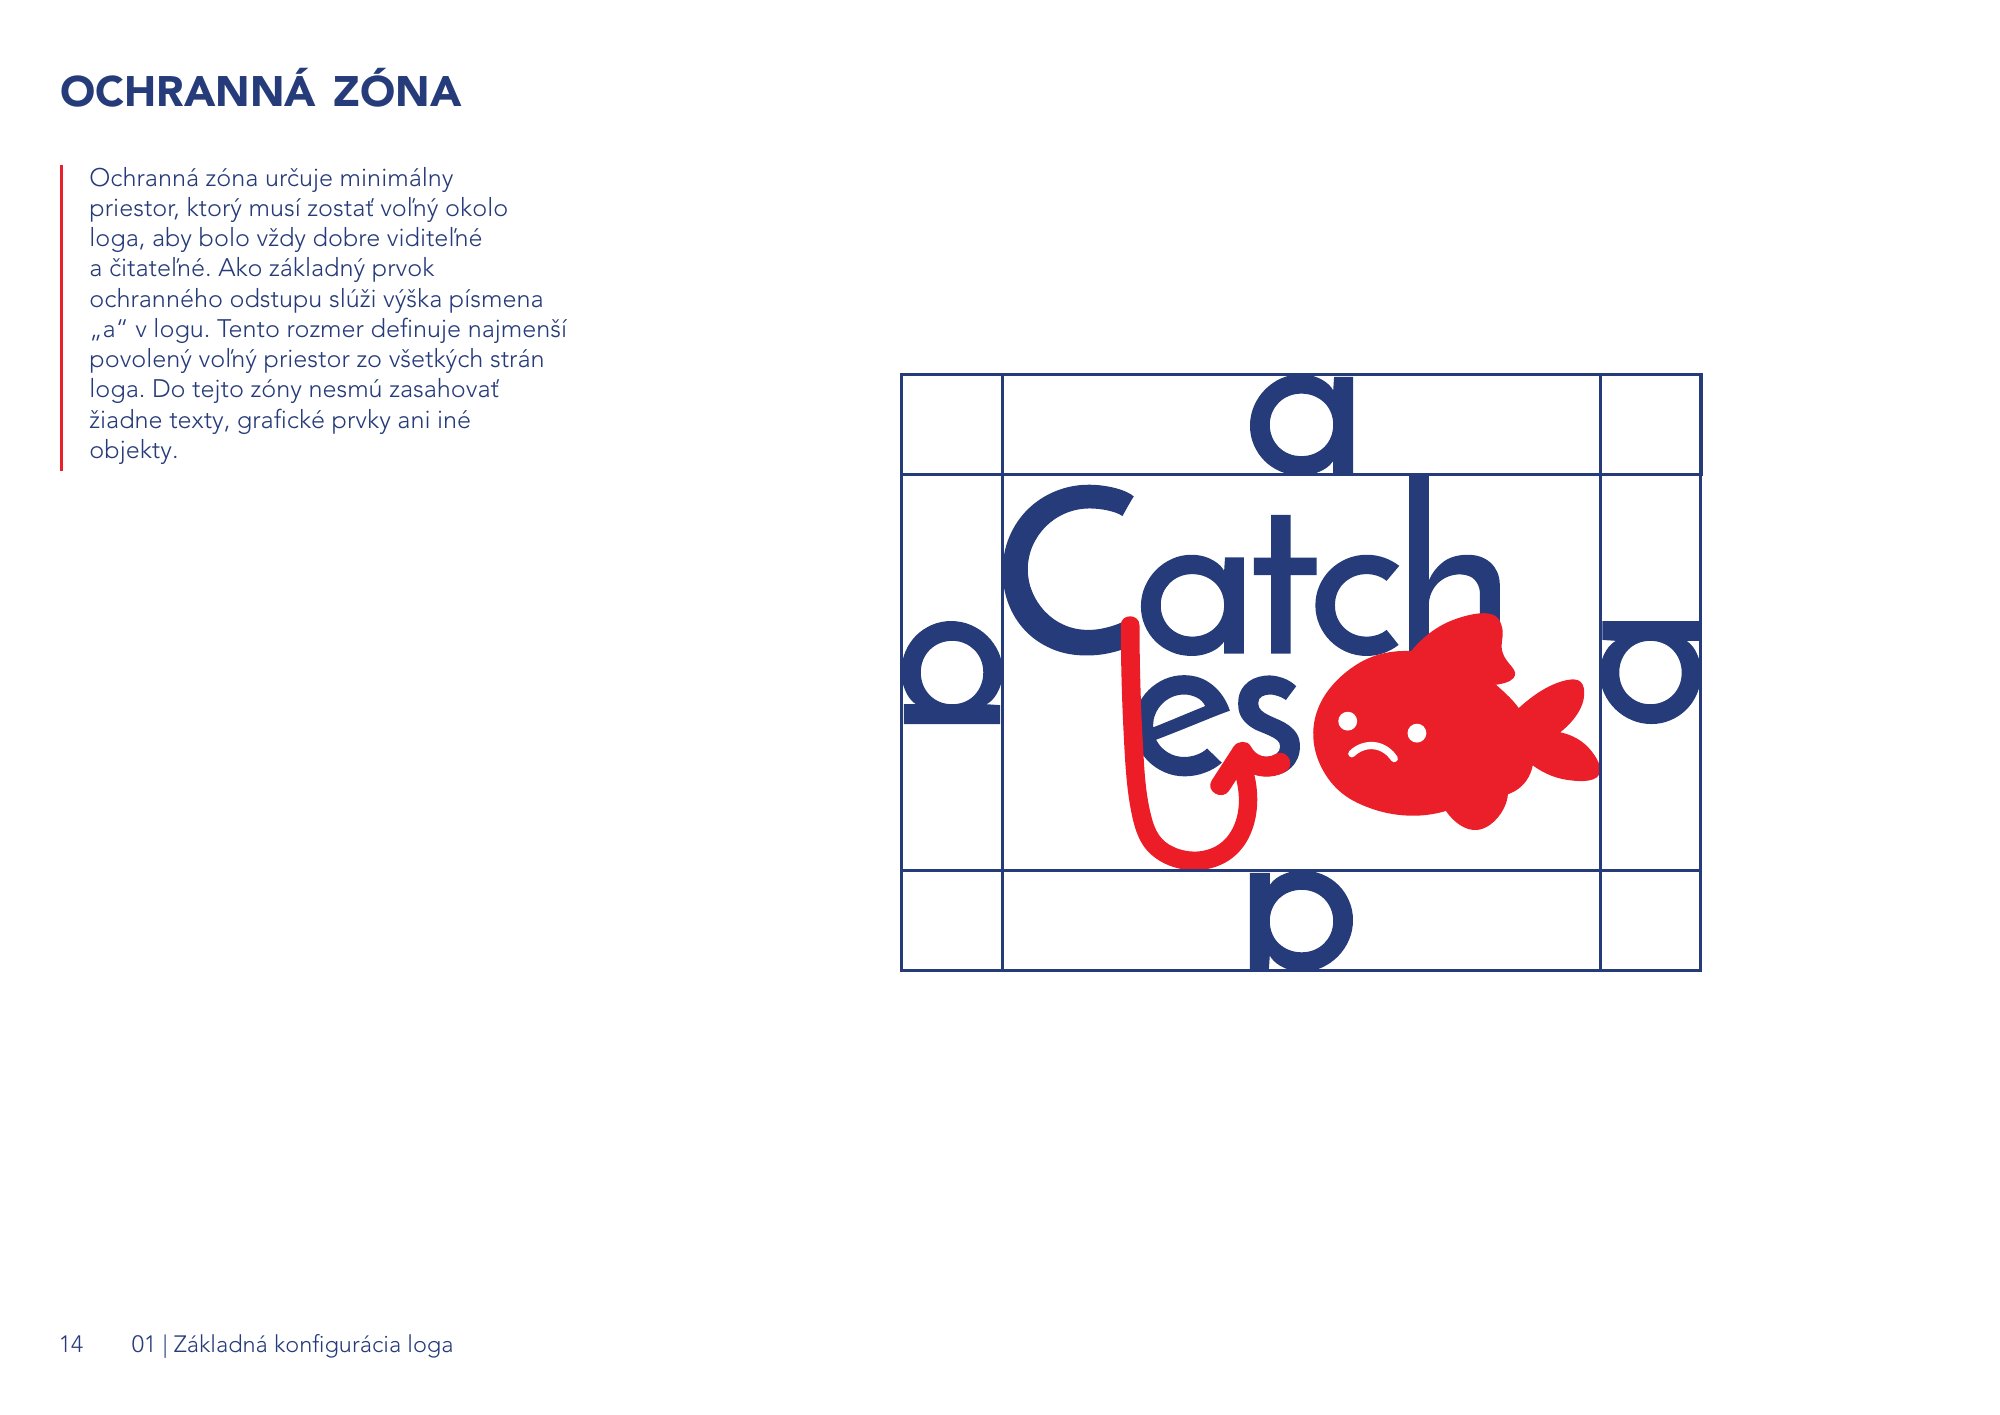 OCHRANNÁ ZÓNA
Ochranná zóna určuje minimálny
priestor, ktorý musí zostať voľný okolo
loga, aby bolo vždy dobre viditeľné
a čitateľné. Ako základný prvok
ochranného odstupu slúži výška písmena
„a“ v logu. Tento rozmer definuje najmenší
povolený voľný priestor zo všetkých strán
loga. Do tejto zóny nesmú zasahovať
žiadne texty, grafické prvky ani iné
objekty.
a
Catch
a
a
es
a
14 01 | Základná konfigurácia loga